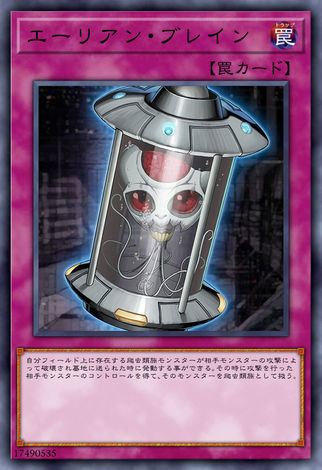 エーリアン・ブレイン
トラップ
罠
【罠カード】
自分フィールド上に存在する爬虫類族モンスターが相手モンスターの攻撃によ
って破壊され墓地に送られた時に発動する事ができる。その時に攻撃を行った
相手モンスターのコントロールを得て、そのモンスターを爬虫類族として扱う。
17490535